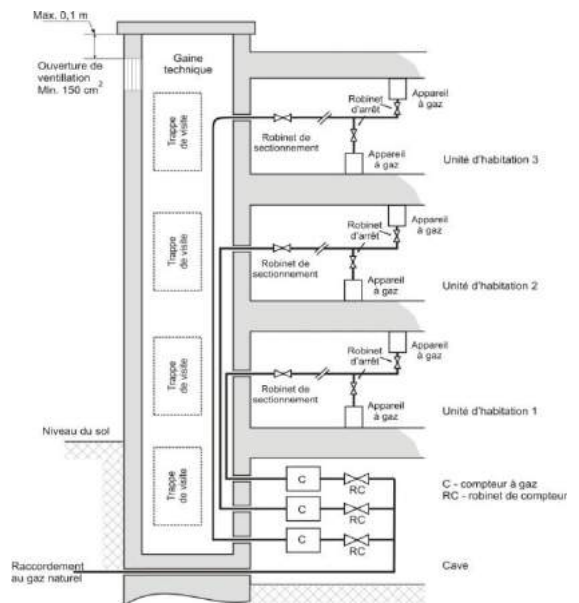 Max. 0,1 m
Ouverture de
ventillation
Min. 150 cm²
Gaine
technique
Trappe
de visite
Robinet de
sectionnement
Robinet
d'arrêt
Appareil
à gaz
Appareil
à gaz
Unité d'habitation 3
Trappe
de visite
Robinet de
sectionnement
Robinet
d'arrêt
Appareil
à gaz
Appareil
à gaz
Unité d'habitation 2
Trappe
de visite
Robinet de
sectionnement
Robinet
d'arrêt
Appareil
à gaz
Appareil
à gaz
Unité d'habitation 1
Niveau du sol
Trappe
de visite
C
RC
C
RC
C
RC
C - compteur à gaz
RC - robinet de compteur
Raccordement
au gaz naturel
Cave